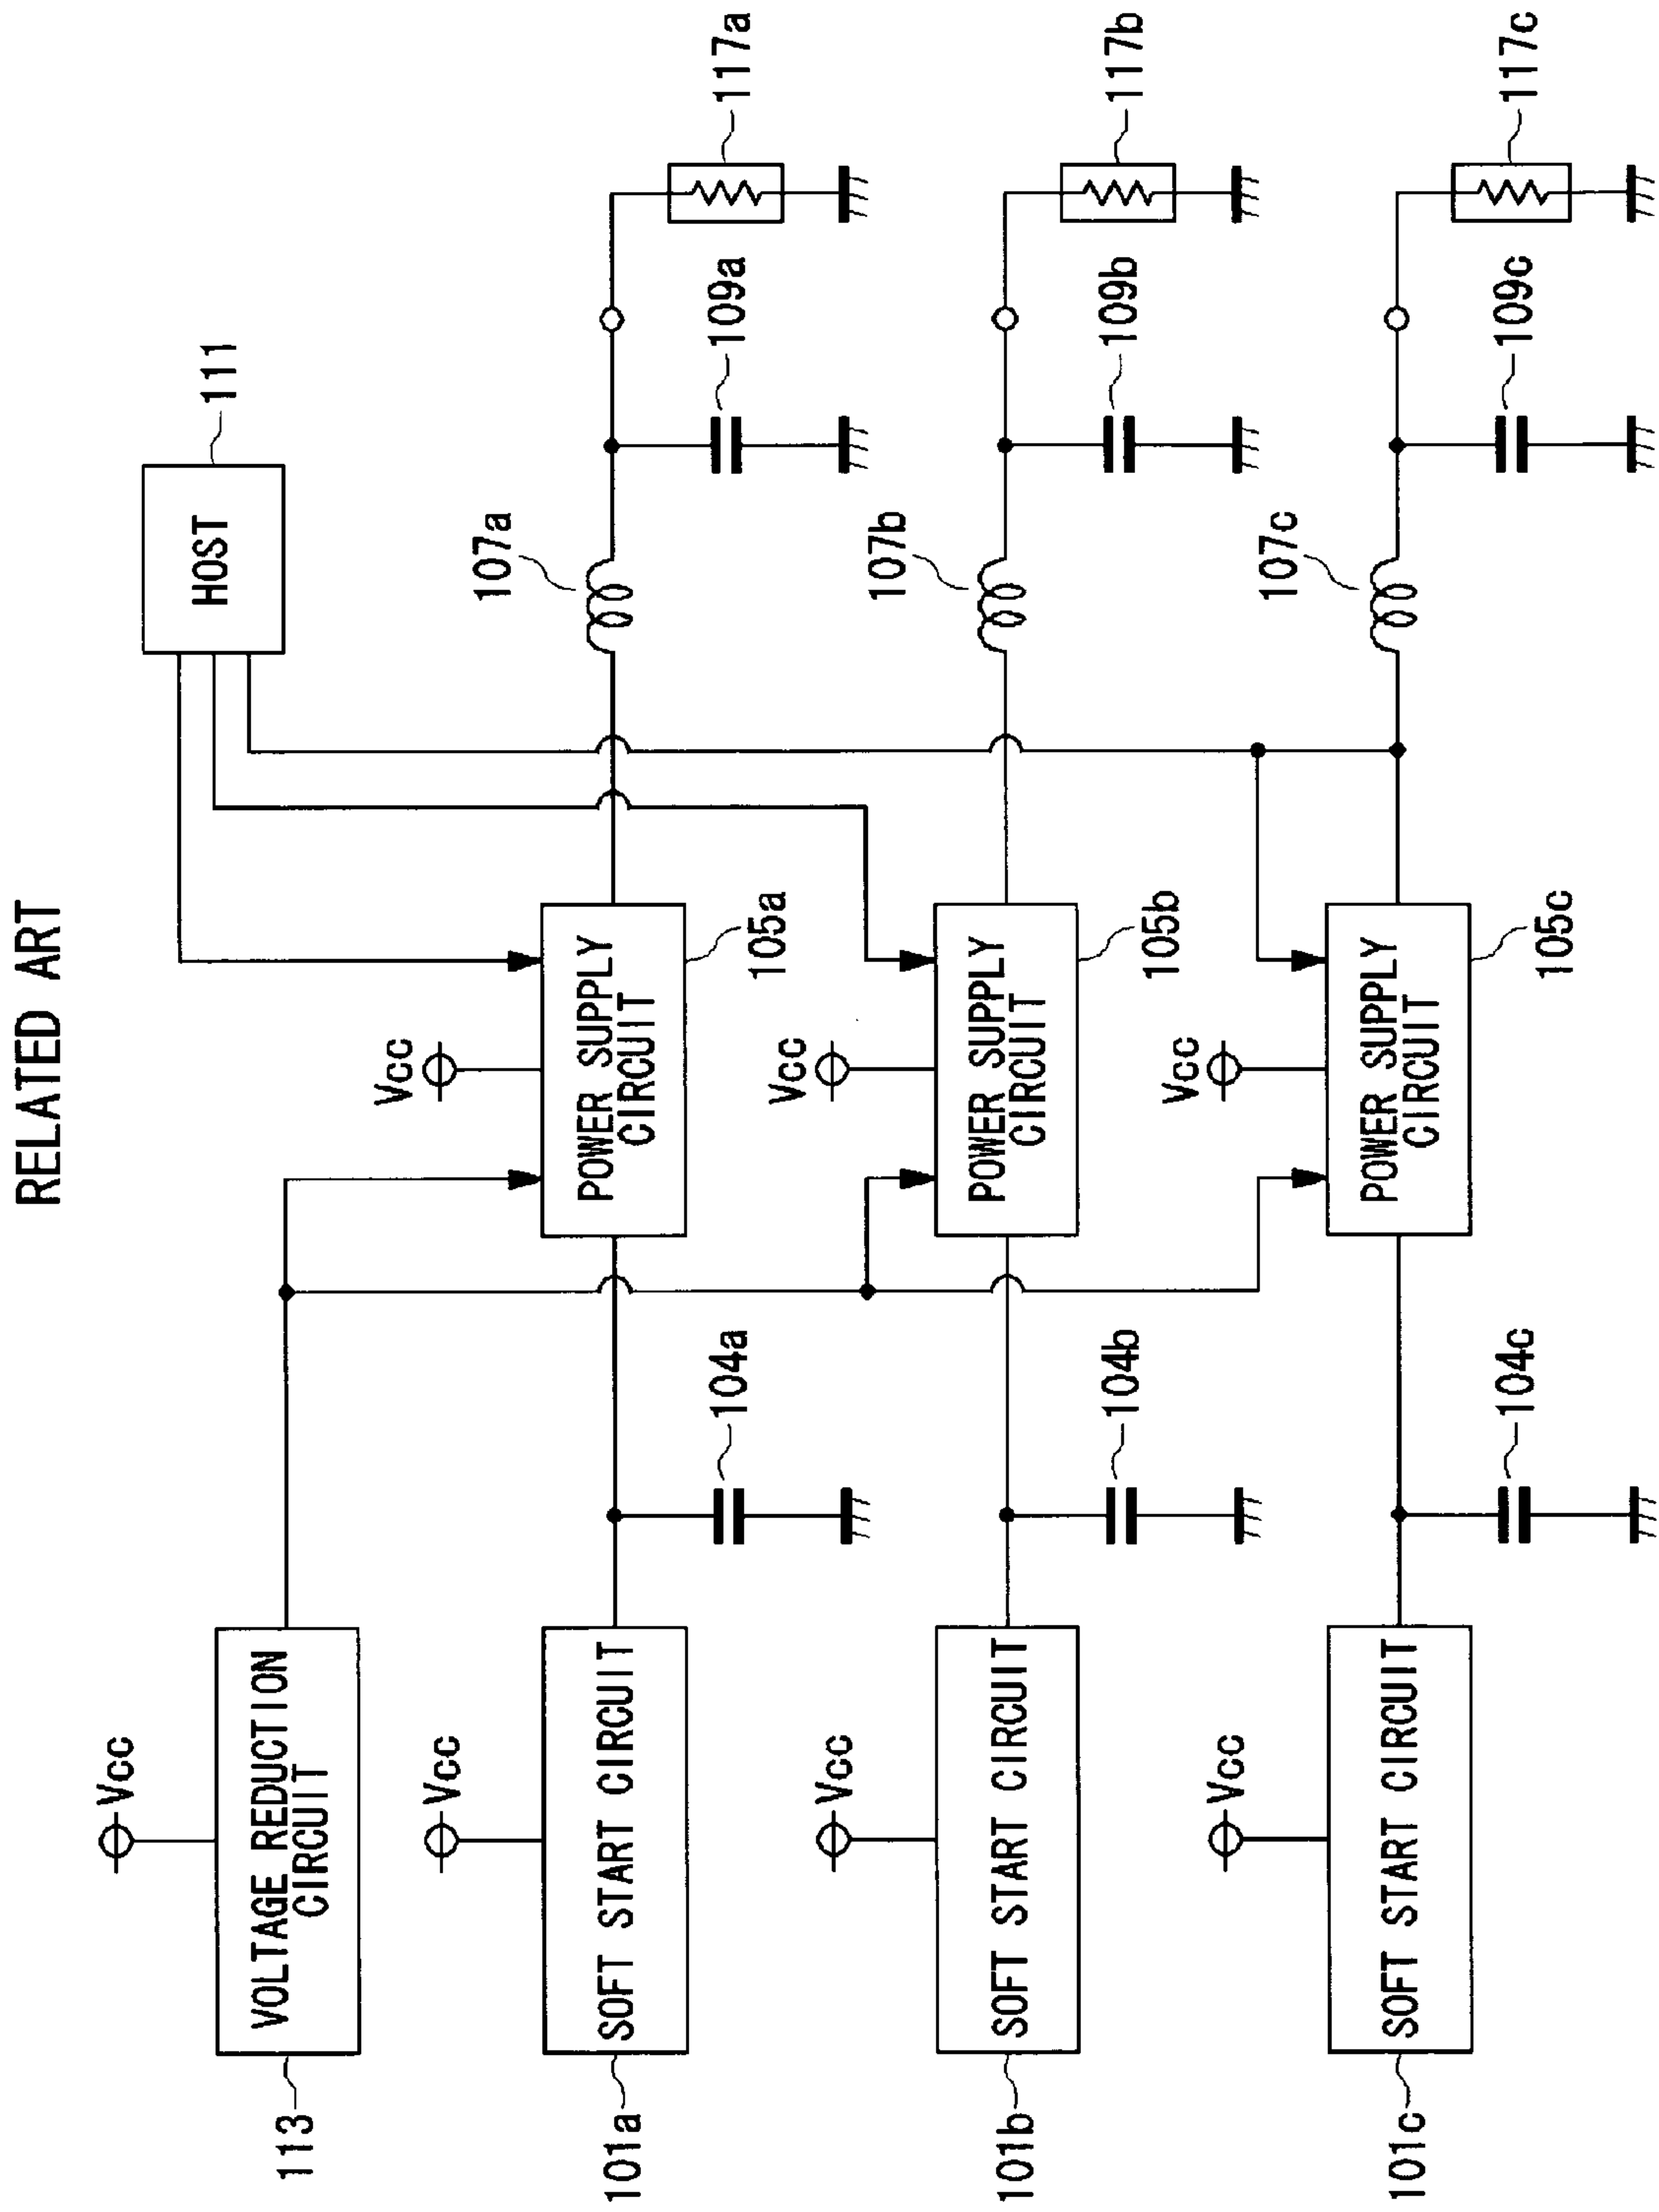 RELATED ART
111
HOST
Vcc
VOLTAGE REDUCTION
CIRCUIT
113
Vcc
SOFT START CIRCUIT
101a
104a
Vcc
POWER SUPPLY
CIRCUIT
105a
107a
109a
117a
Vcc
SOFT START CIRCUIT
101b
104b
Vcc
POWER SUPPLY
CIRCUIT
105b
107b
109b
117b
Vcc
SOFT START CIRCUIT
101c
104c
Vcc
POWER SUPPLY
CIRCUIT
105c
107c
109c
117c